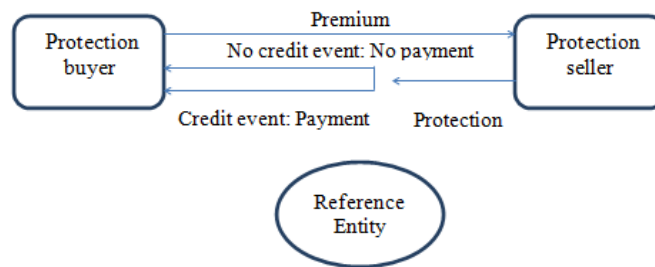 Premium
Protection
buyer
No credit event: No payment
Protection
seller
Credit event: Payment
Protection
Reference
Entity